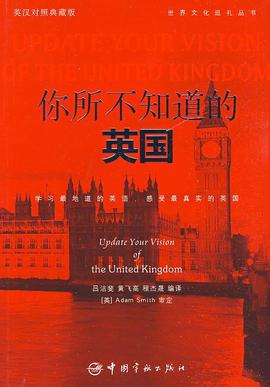 英汉对照典藏版
世界文化巡礼丛书
UPDATE YOUR VISION
OF THE UNITED KINGDOM
你所不知道的
英国
学习最地道的英语,感受最真实的英国
Update Your Vision
of
the United Kingdom
吕洁斐 黄飞高 程杰晟 编译
[英] Adam Smith 审定
中国宇航出版社